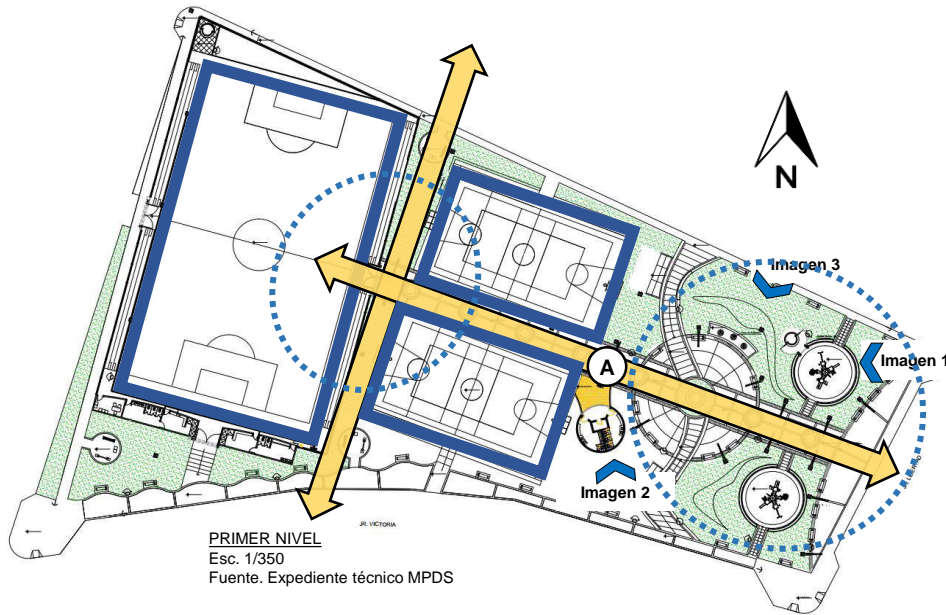 N
Imagen 3
Imagen 1
A
Imagen 2
JR. VICTORIA
PRIMER NIVEL
Esc. 1/350
Fuente. Expediente técnico MPDS